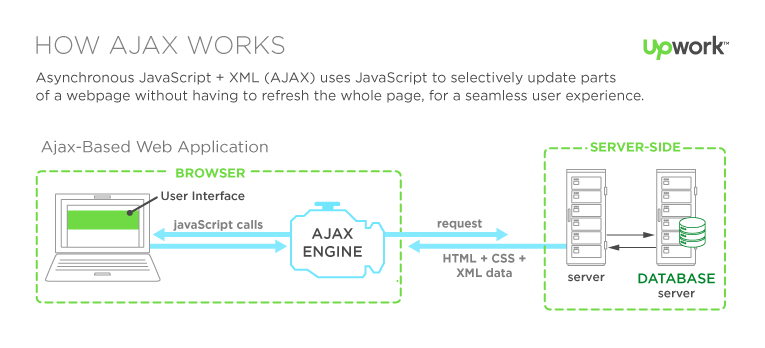 HOW AJAX WORKS
Upwork™
Asynchronous JavaScript + XML (AJAX) uses JavaScript to selectively update parts
of a webpage without having to refresh the whole page, for a seamless user experience.
Ajax-Based Web Application
SERVER-SIDE
BROWSER
User Interface
javaScript calls
AJAX
ENGINE
request
HTML + CSS +
XML data
server
DATABASE
server